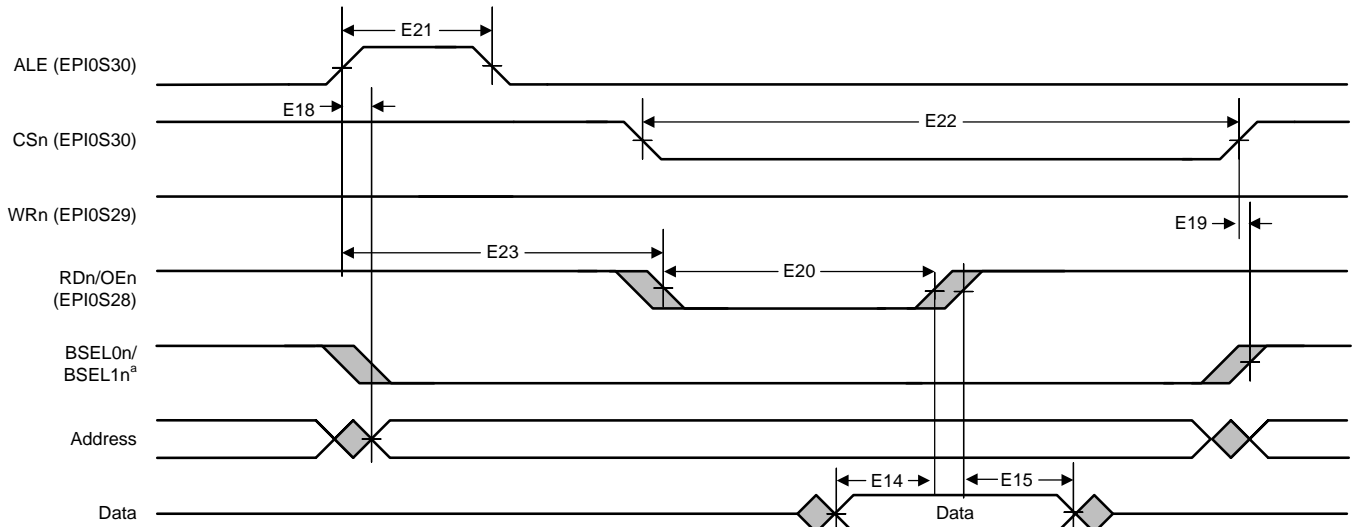 E21
ALE (EPI0S30)
E18
E22
CSn (EPI0S30)
WRn (EPI0S29)
E19
E23
E20
RDn/OEn
(EPI0S28)
BSEL0n/
BSEL1nª
Address
E14
E15
Data
Data